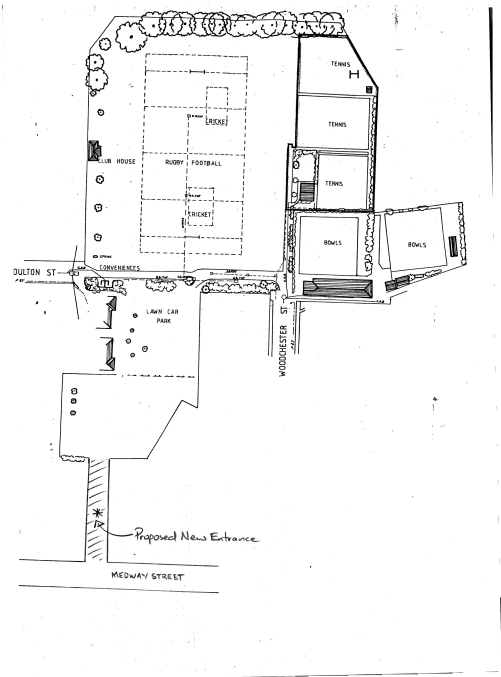 TENNIS
TENNIS
TENNIS
CRICKET
CLUB HOUSE
RUGBY FOOTBALL
CRICKET
BOWLS
BOWLS
CONVENIENCES
OULTON ST
LAWN CAR
PARK
WOODCHESTER ST
Proposed New Entrance
MEDWAY STREET